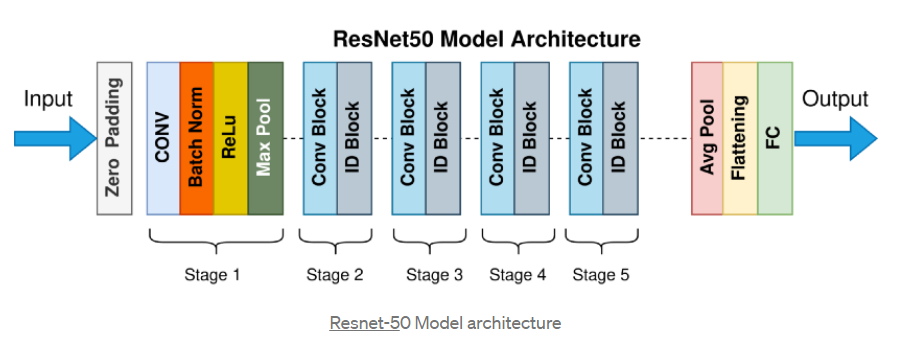 ResNet50 Model Architecture
Input
Zero Padding
CONV
Batch Norm
ReLu
Max Pool
Conv Block
ID Block
Conv Block
ID Block
Conv Block
ID Block
Conv Block
ID Block
Avg Pool
Flattening
FC
Output
Stage 1
Stage 2
Stage 3
Stage 4
Stage 5
Resnet-50 Model architecture